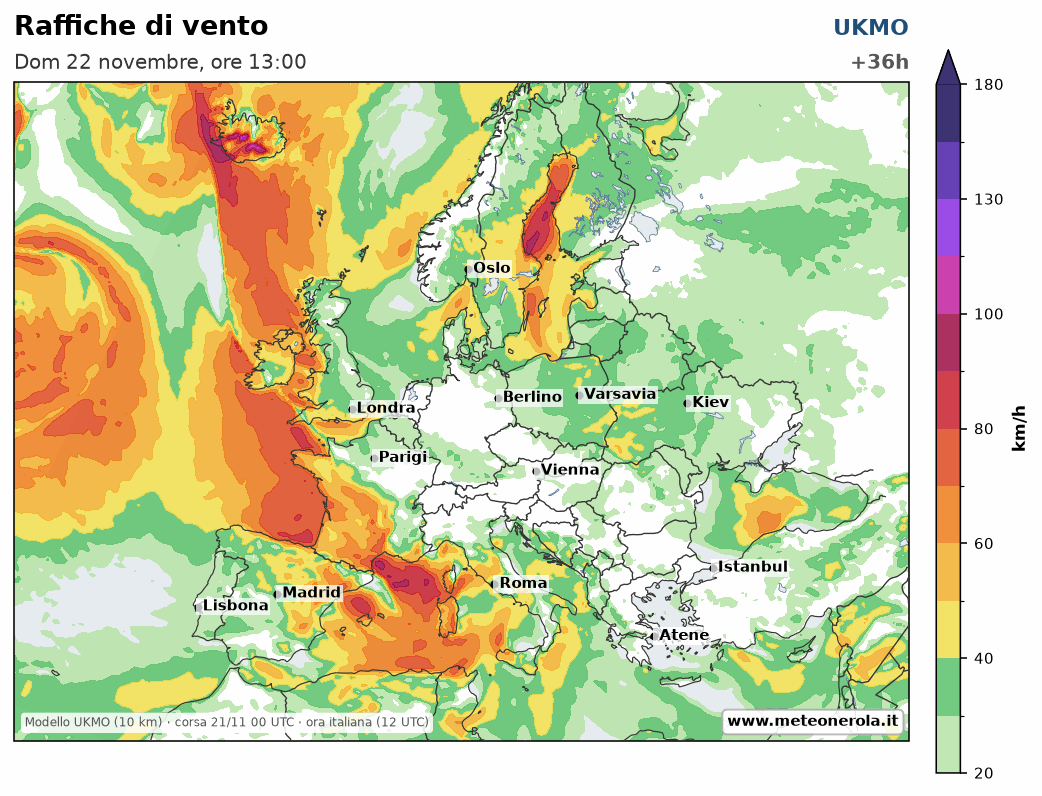 Raffiche di vento
UKMO
Dom 22 novembre, ore 13:00
+36h
180
130
100
80
60
40
20
km/h
Oslo
Berlino
Varsavia
Kiev
Londra
Parigi
Vienna
Istanbul
Roma
Madrid
Lisbona
Atene
Modello UKMO (10 km) · corsa 21/11 00 UTC · ora italiana (12 UTC)
www.meteonerola.it